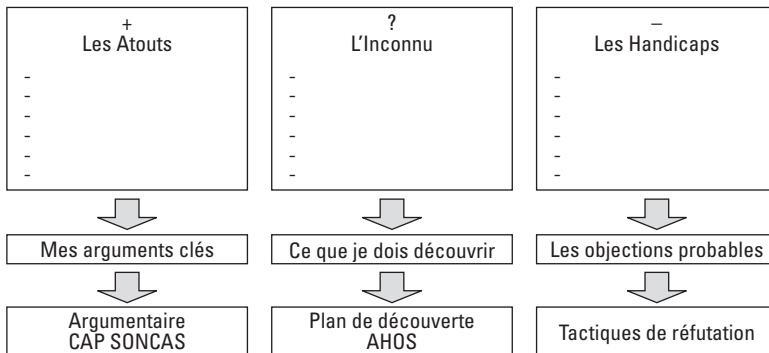 +
Les Atouts
-
-
-
-
-
-
Mes arguments clés
Argumentaire
CAP SONCAS
?
L'Inconnu
-
-
-
-
-
-
Ce que je dois découvrir
Plan de découverte
AHOS
–
Les Handicaps
-
-
-
-
-
-
Les objections probables
Tactiques de réfutation